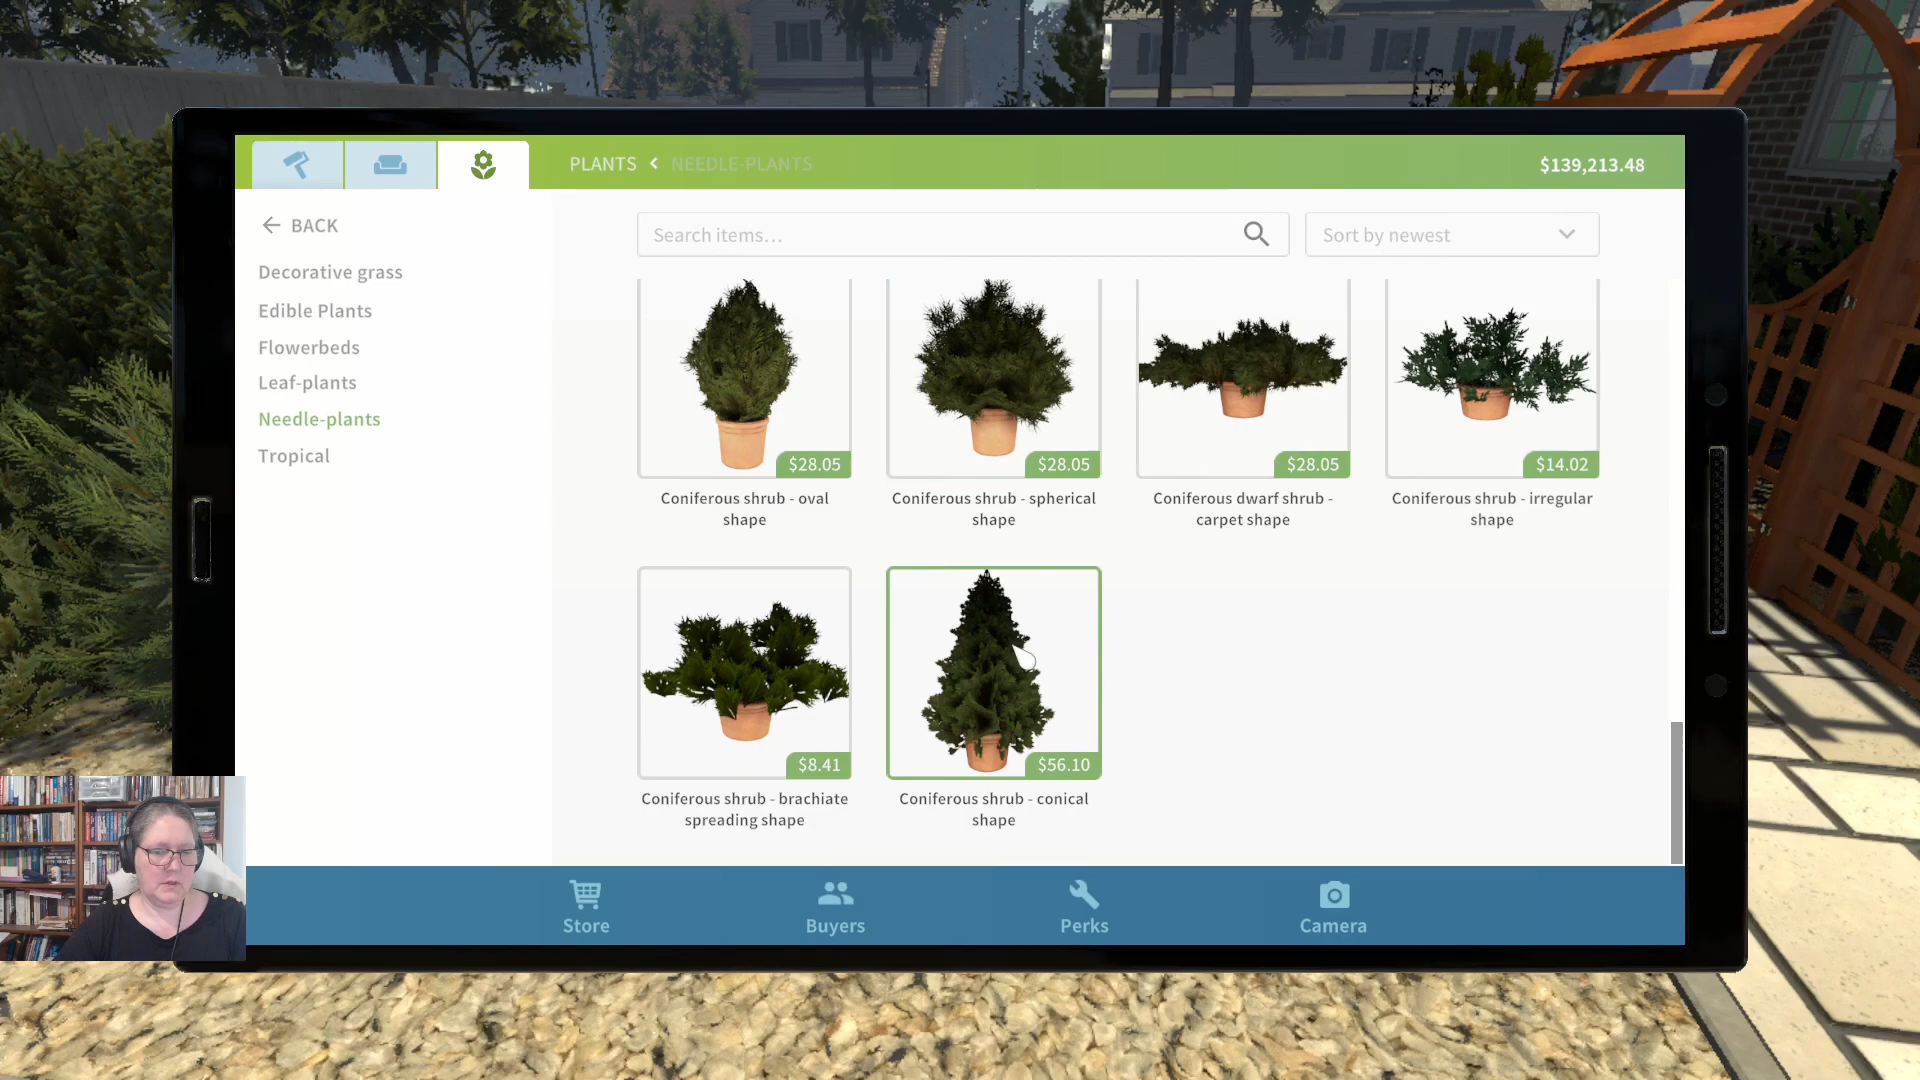 PLANTS < NEEDLE-PLANTS
$139,213.48
BACK
Decorative grass
Edible Plants
Flowerbeds
Leaf-plants
Needle-plants
Tropical
Search items...
Sort by newest
$28.05
$28.05
$28.05
$14.02
Coniferous shrub - oval
shape
Coniferous shrub - spherical
shape
Coniferous dwarf shrub -
carpet shape
Coniferous shrub - irregular
shape
$8.41
$56.10
Coniferous shrub - brachiate
spreading shape
Coniferous shrub - conical
shape
Store
Buyers
Perks
Camera